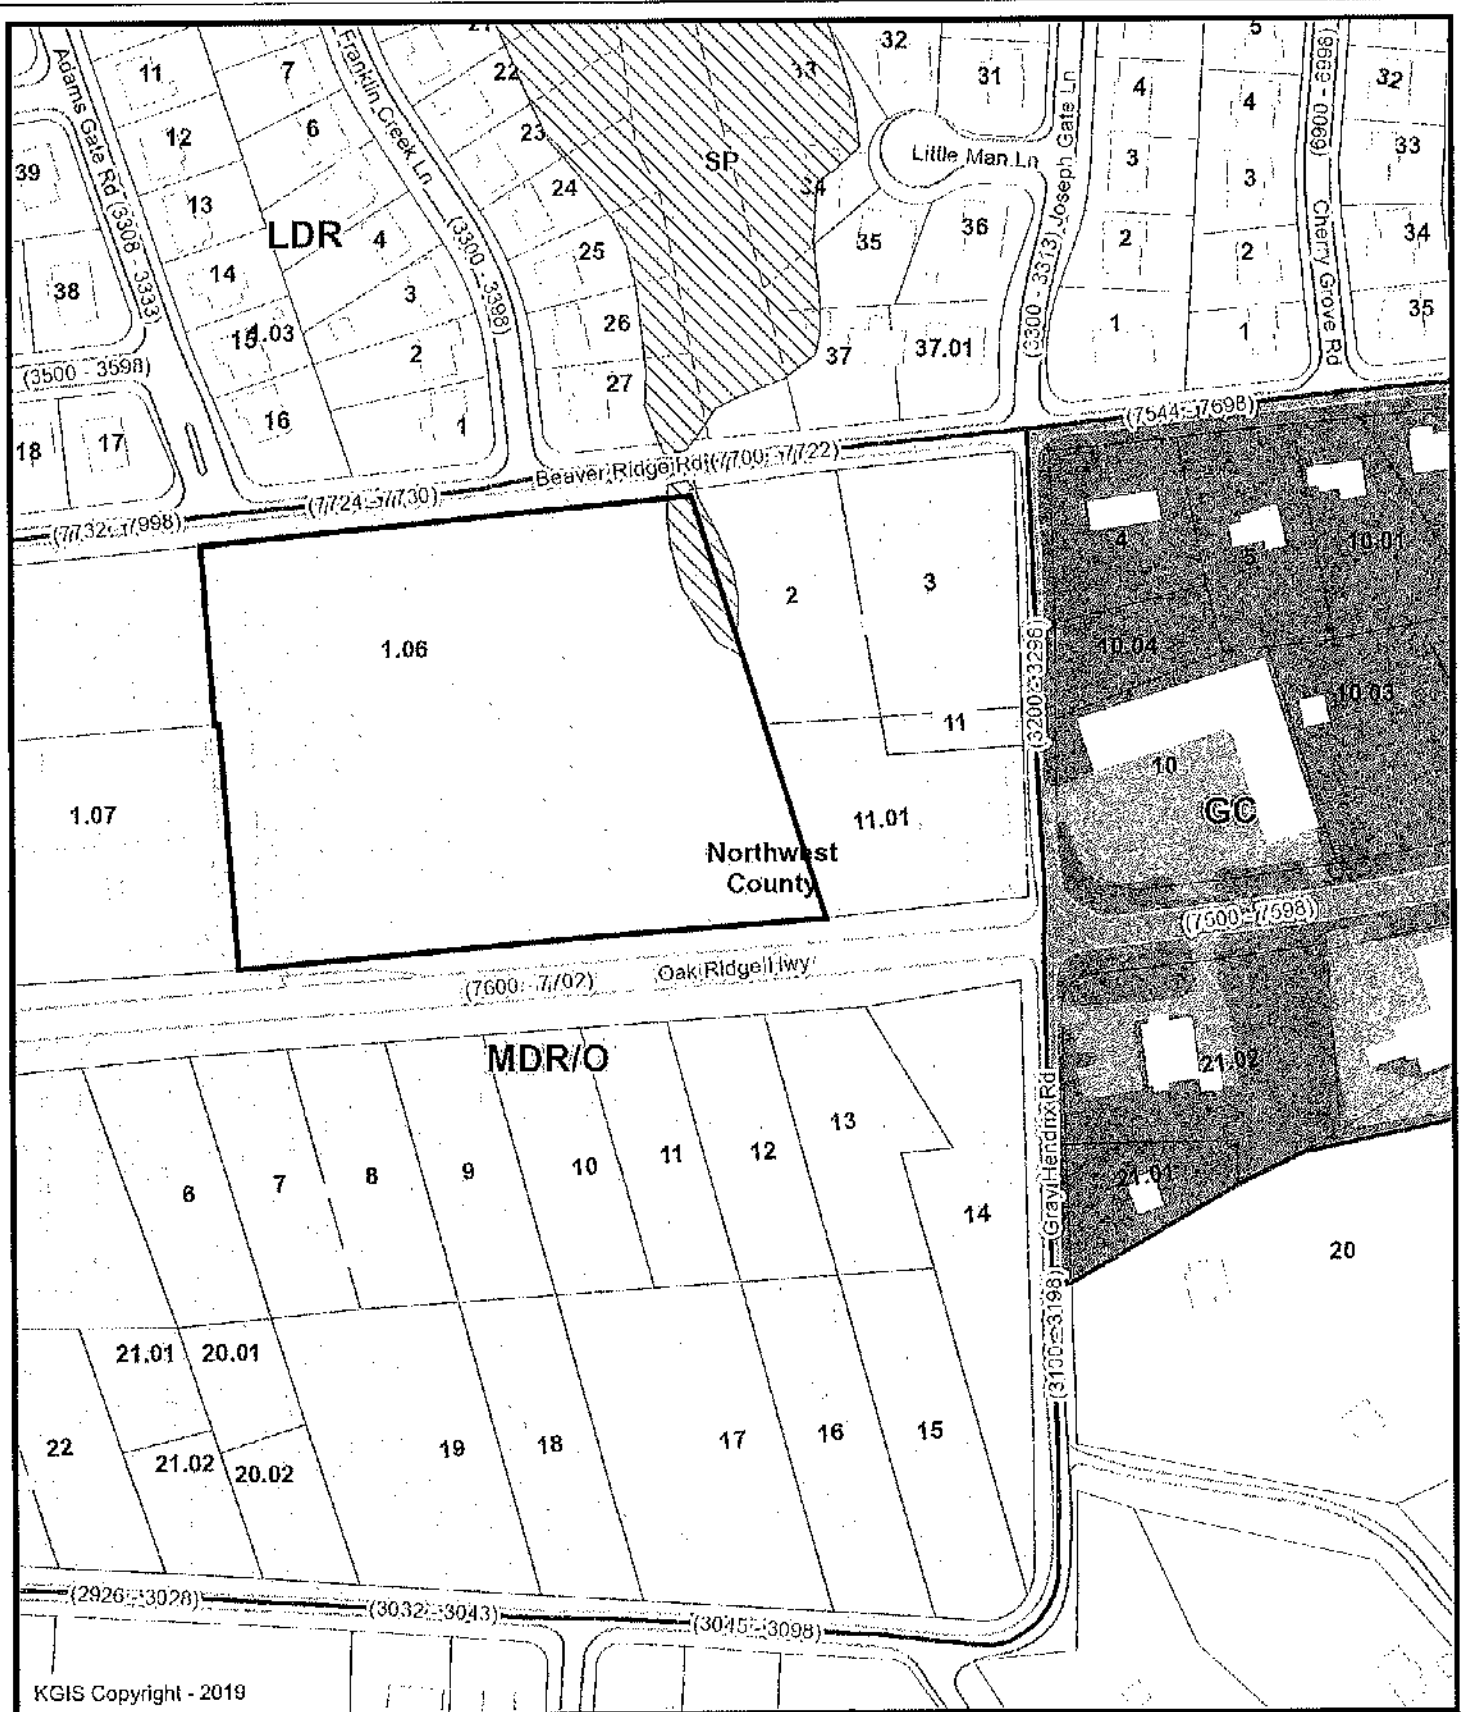 32
5
11
7
22
33
31
4
4
32
Adams Gate Rd (3308 - 3333)
Franklin Creek Ln
(3300 - 3398)
Joseph Gate Ln
(3300 - 3313)
(6900 - 6998)
Cherry Grove Rd
12
6
23
SP
Little Man Ln
3
33
39
13
24
34
3
LDR
4
25
35
36
2
2
34
38
14
3
26
1
1
35
15
1.03
2
37
37.01
(3500 - 3598)
27
16
1
18
17
(7544 - 7698)
Beaver Ridge Rd (7700 - 7722)
(7724 - 7730)
(7732 - 7998)
4
5
10.01
2
3
1.06
10.04
(3200 - 3298)
10.03
11
10
1.07
11.01
GC
Northwest
County
(7500 - 7598)
Oak Ridge Hwy
(7600 - 7702)
MDR/O
21.02
13
12
11
10
9
8
7
6
Gray Hendrix Rd
21.01
14
20
(3100 - 3198)
21.01
20.01
22
21.02
20.02
19
18
17
16
15
(2926 - 3028)
(3032 - 3043)
(3045 - 3098)
KGIS Copyright - 2019